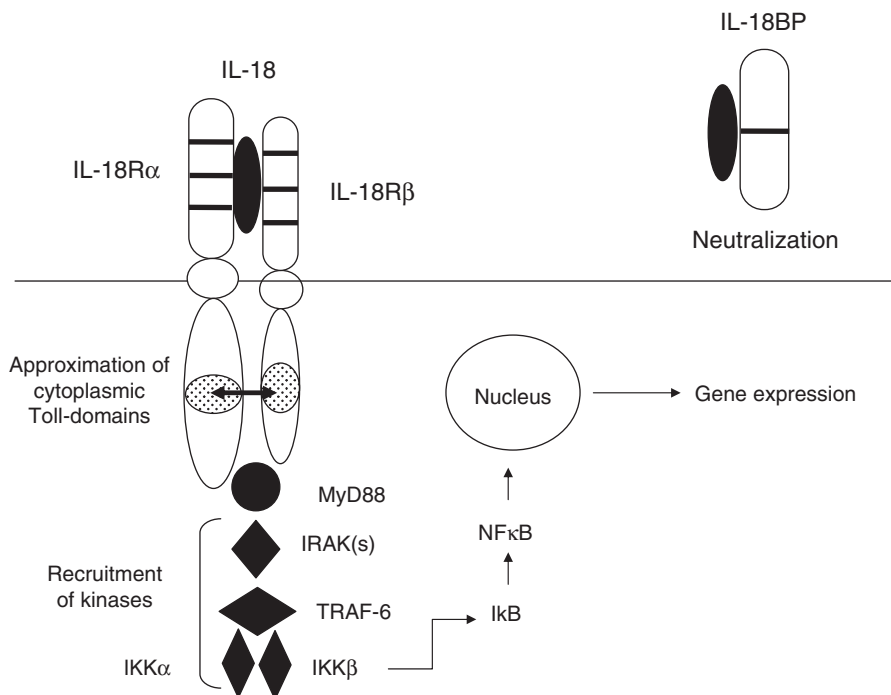 IL-18BP
IL-18
IL-18Rα
IL-18Rβ
Neutralization
Approximation of
cytoplasmic
Toll-domains
Nucleus
Gene expression
MyD88
NFκB
IRAK(s)
Recruitment
of kinases
TRAF-6
IkB
IKKα
IKKβ